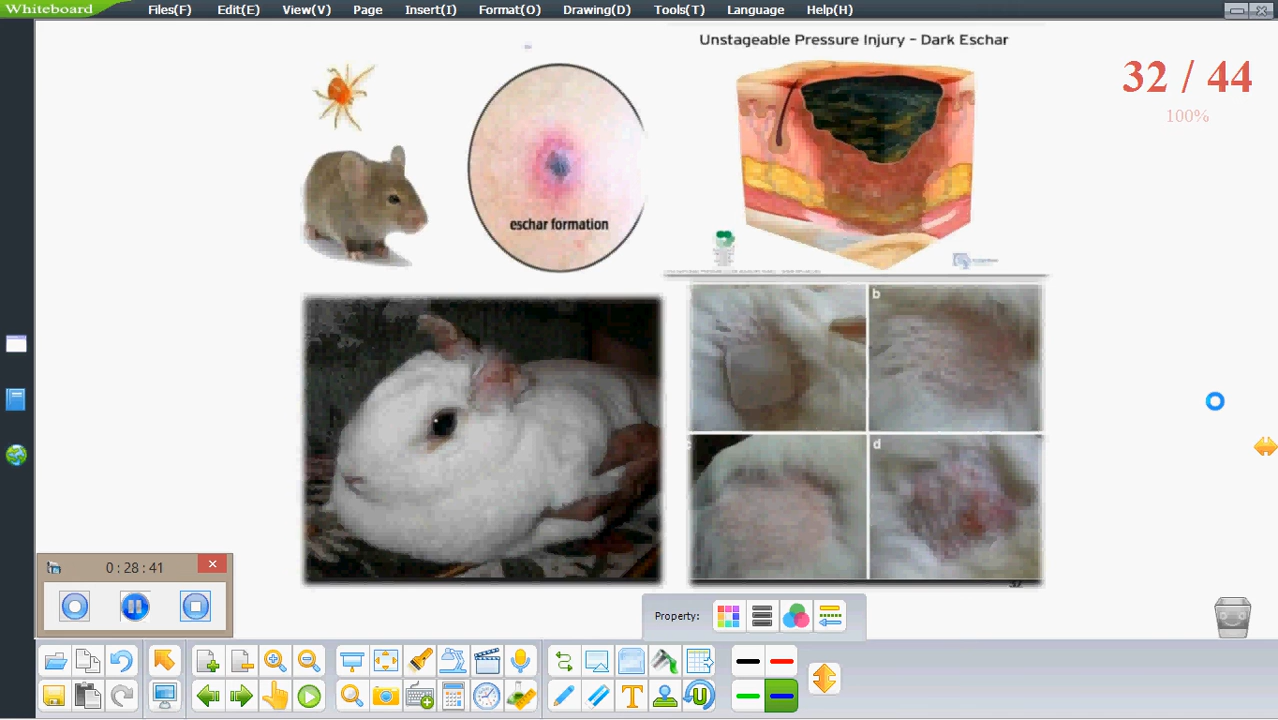 Whiteboard
Files(F) Edit(E) View(V) Page Insert(I) Format(O) Drawing(D) Tools(T) Language Help(H)
Unstageable Pressure Injury – Dark Eschar
32 / 44
100%
eschar formation
b
d
32
0 : 28 : 41
Property: